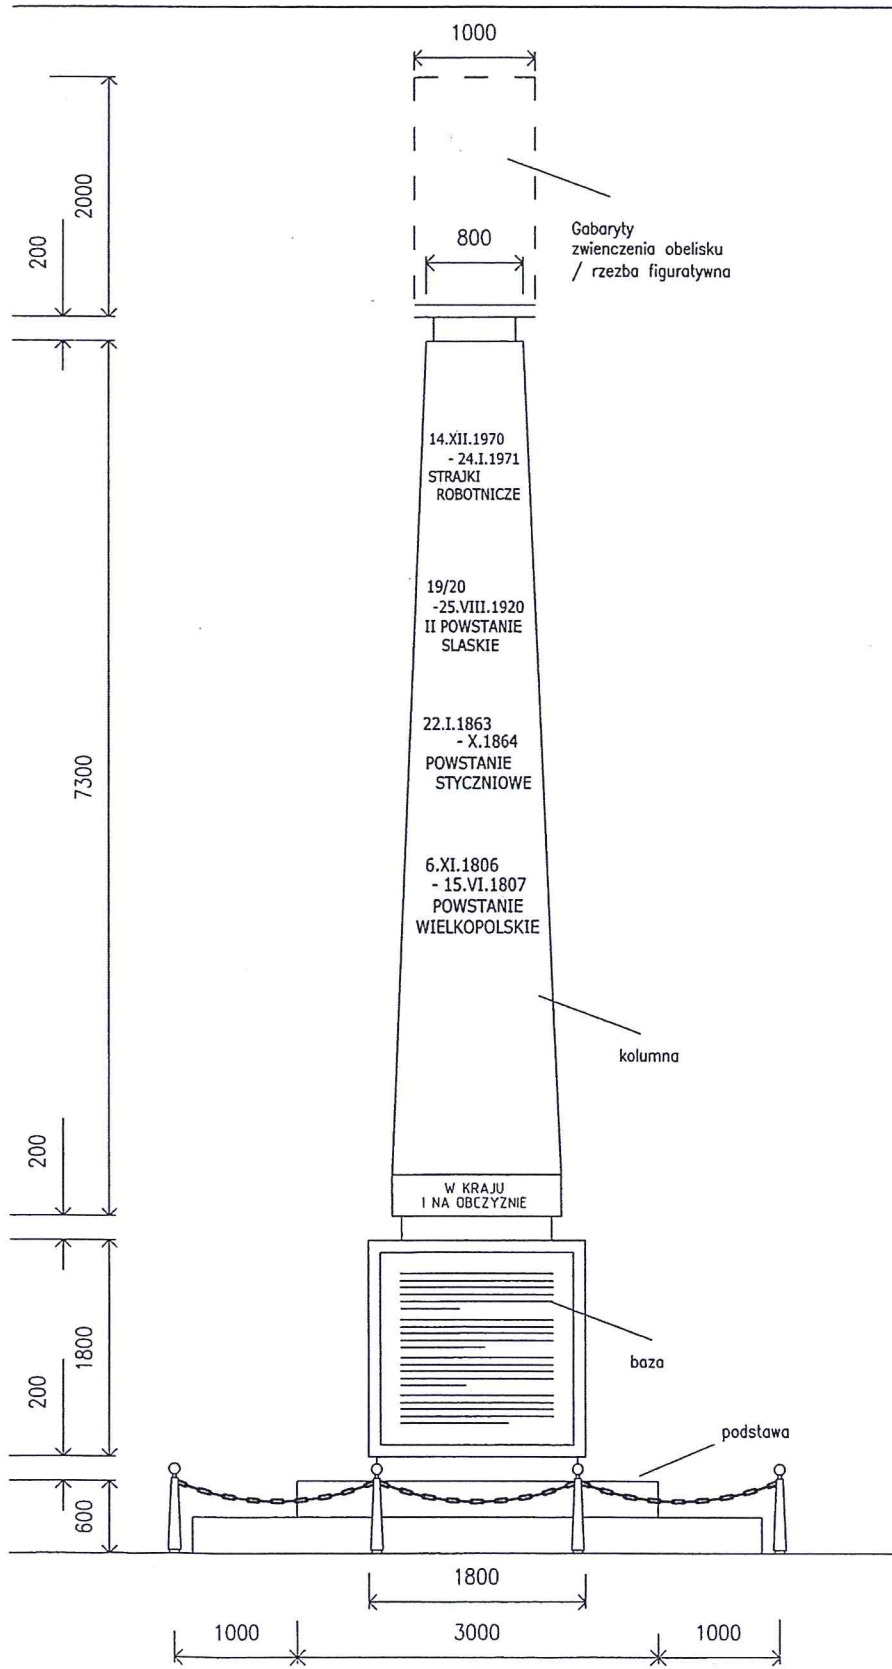 1000
2000
200
800
Gabaryty
zwienczenia obelisku
/ rzezba figuratywna
14.XII.1970
- 24.I.1971
STRAJKI
ROBOTNICZE
19/20
-25.VIII.1920
II POWSTANIE
SLASKIE
22.I.1863
- X.1864
POWSTANIE
STYCZNIOWE
7300
6.XI.1806
- 15.VI.1807
POWSTANIE
WIELKOPOLSKIE
kolumna
200
W KRAJU
I NA OBCZYZNIE
1800
baza
200
podstawa
600
1800
1000 3000 1000